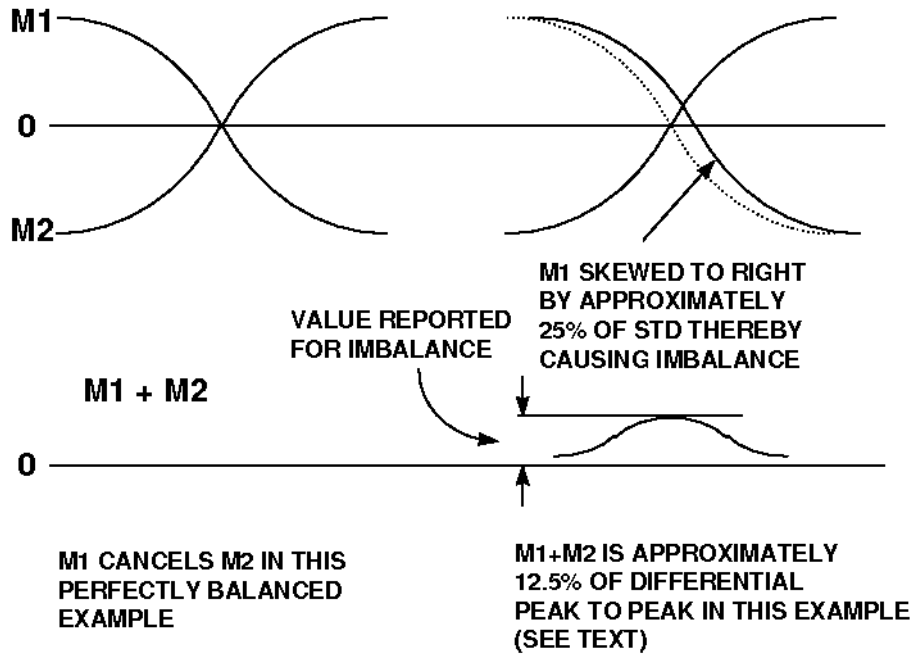 M1
0
M2
M1 SKEWED TO RIGHT
BY APPROXIMATELY
25% OF STD THEREBY
CAUSING IMBALANCE
VALUE REPORTED
FOR IMBALANCE
M1 + M2
0
M1 CANCELS M2 IN THIS
PERFECTLY BALANCED
EXAMPLE
M1+M2 IS APPROXIMATELY
12.5% OF DIFFERENTIAL
PEAK TO PEAK IN THIS EXAMPLE
(SEE TEXT)